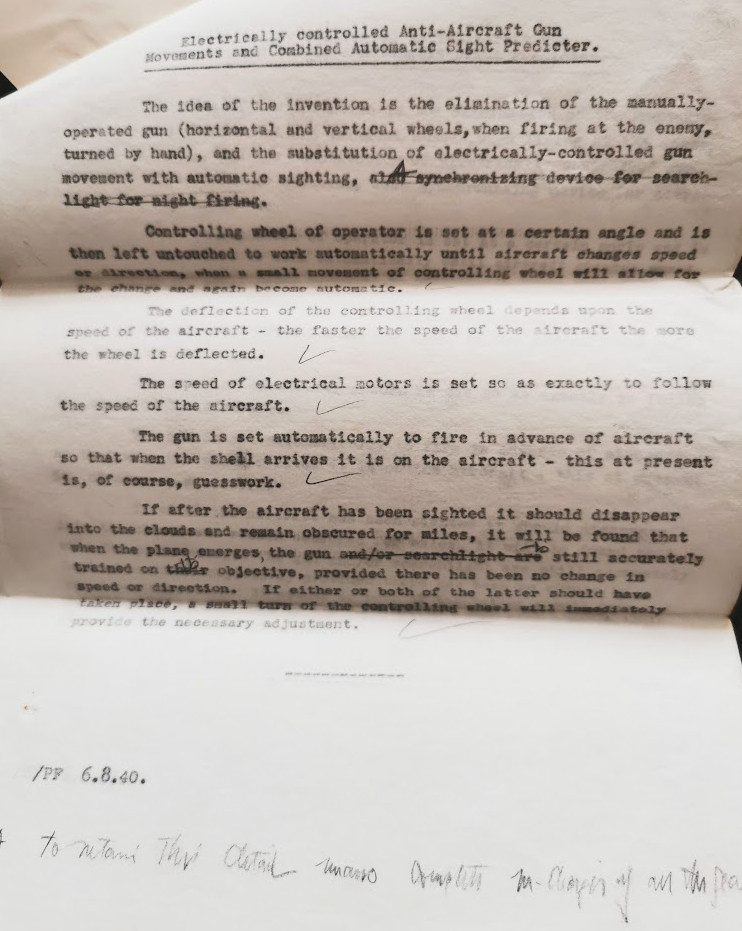 Electrically controlled Anti-Aircraft Gun
Movements and Combined Automatic Sight Predicter.
The idea of the invention is the elimination of the manually-
operated gun (horizontal and vertical wheels,when firing at the enemy,
turned by hand), and the substitution of electrically-controlled gun
movement with automatic sighting, and synchronizing device for search-
light for night firing.
Controlling wheel of operator is set at a certain angle and is
then left untouched to work automatically until aircraft changes speed
or direction, when a small movement of controlling wheel will allow for
the change and again become automatic.
The deflection of the controlling wheel depends upon the
speed of the aircraft - the faster the speed of the aircraft the more
the wheel is deflected.
The speed of electrical motors is set so as exactly to follow
the speed of the aircraft.
The gun is set automatically to fire in advance of aircraft
so that when the shell arrives it is on the aircraft - this at present
is, of course, guesswork.
If after the aircraft has been sighted it should disappear
into the clouds and remain obscured for miles, it will be found that
when the plane emerges, the gun and/or searchlight are still accurately
trained on their objective, provided there has been no change in
speed or direction. If either or both of the latter should have
taken place, a small turn of the controlling wheel will immediately
provide the necessary adjustment.
/PF 6.8.40.
to retain this detail means complete of all the